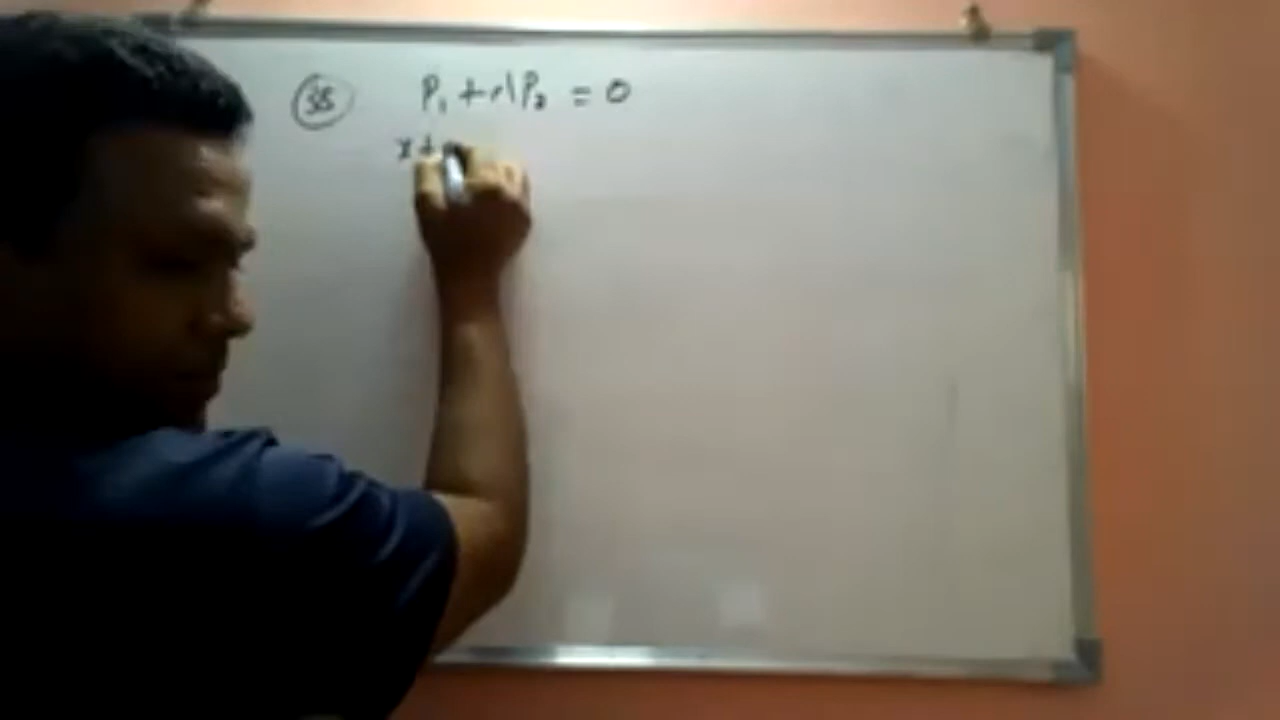 35 P₁ + λP₂ = 0
x +